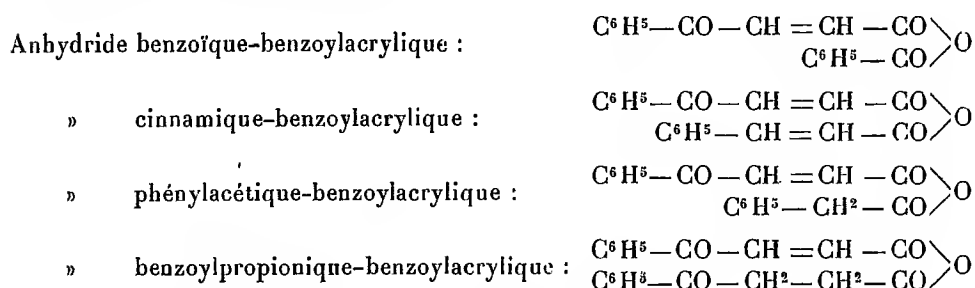 C⁶H⁵—CO—CH=CH—CO\
Anhydride benzoïque-benzoylacrylique : >O
C⁶H⁵—CO/
C⁶H⁵—CO—CH=CH—CO\
» cinnamique-benzoylacrylique : >O
C⁶H⁵—CH=CH—CO/
C⁶H⁵—CO—CH=CH—CO\
» phénylacétique-benzoylacrylique : >O
C⁶H⁵—CH²—CO/
C⁶H⁵—CO—CH=CH—CO\
» benzoylpropionique-benzoylacrylique : >O
C⁶H⁵—CO—CH²—CH²—CO/